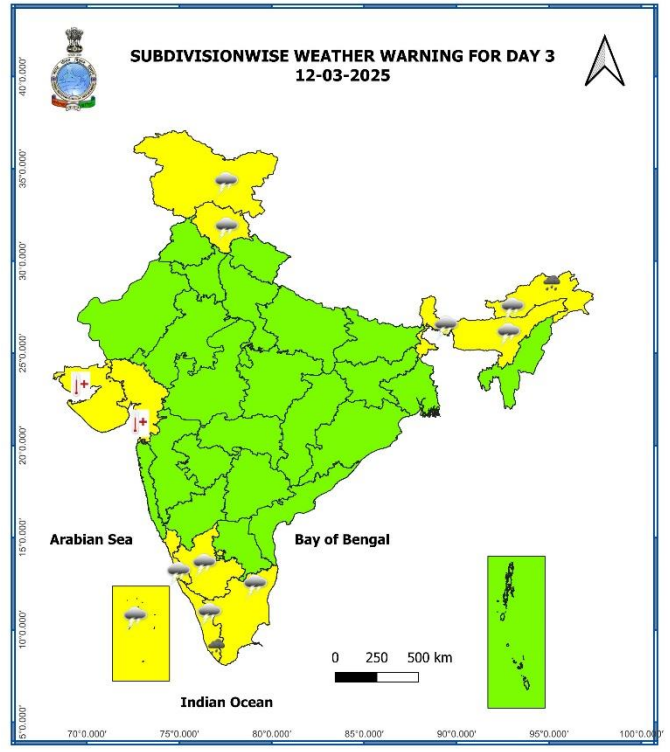 SUBDIVISIONWISE WEATHER WARNING FOR DAY 3
12-03-2025
40°0.000'
35°0.000'
30°0.000'
25°0.000'
20°0.000'
15°0.000'
10°0.000'
5°0.000'
Arabian Sea
Bay of Bengal
0 250 500 km
Indian Ocean
70°0.000' 75°0.000' 80°0.000' 85°0.000' 90°0.000' 95°0.000' 100°0.000'